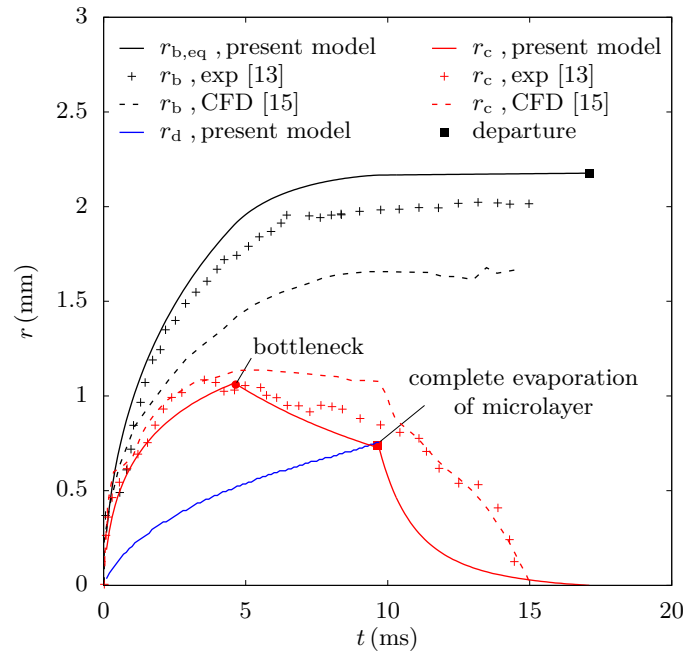 3
2.5
2
1.5
1
0.5
0
r (mm)
r_b,eq , present model
r_b , exp [13]
r_b , CFD [15]
r_d , present model
r_c , present model
r_c , exp [13]
r_c , CFD [15]
departure
bottleneck
complete evaporation
of microlayer
0 5 10 15 20
t (ms)